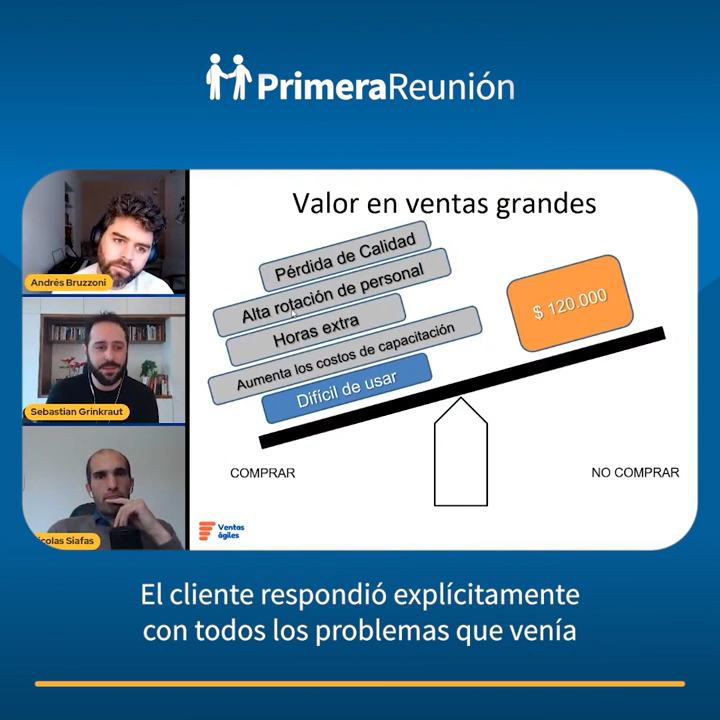 PrimeraReunión
Andrés Bruzzoni
Sebastian Grinkraut
icolas Siafas
Valor en ventas grandes
Pérdida de Calidad
Alta rotación de personal
Horas extra
Aumenta los costos de capacitación
Difícil de usar
$ 120.000
COMPRAR
NO COMPRAR
Ventas
ágiles
El cliente respondió explícitamente
con todos los problemas que venía